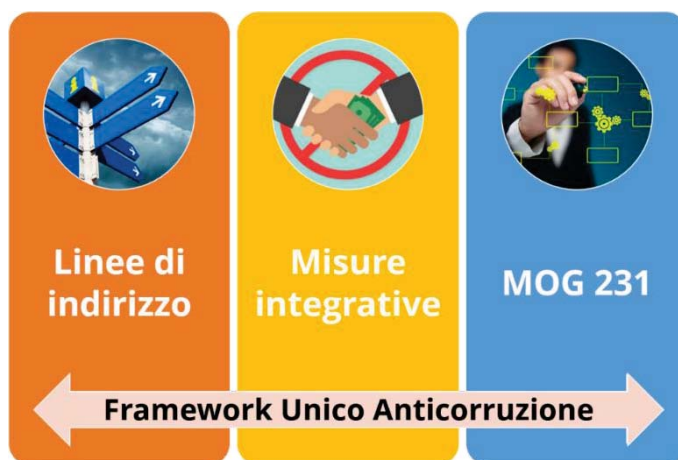 Linee di
indirizzo
Misure
integrative
MOG 231
Framework Unico Anticorruzione